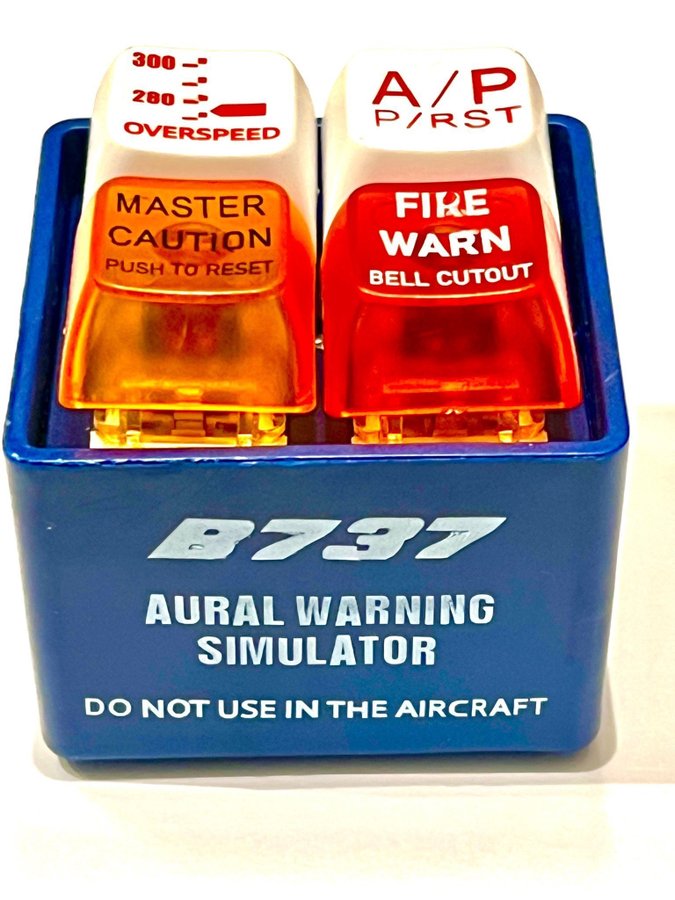 300
280
OVERSPEED
A/P
P/RST
MASTER
CAUTION
PUSH TO RESET
FIRE
WARN
BELL CUTOUT
B737
AURAL WARNING
SIMULATOR
DO NOT USE IN THE AIRCRAFT